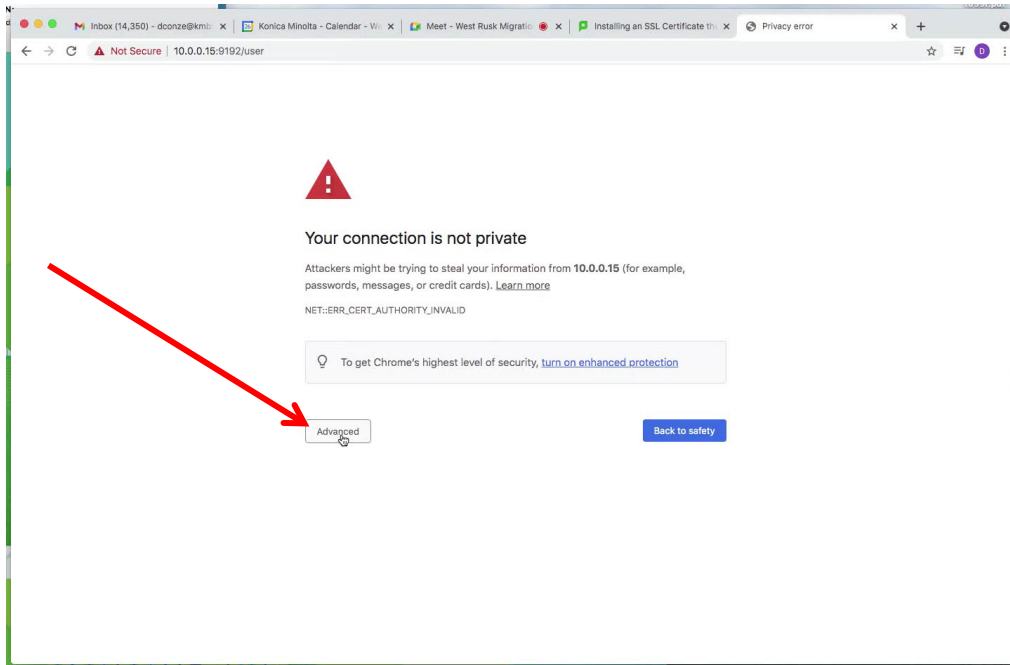 Inbox (14,350) - dconze@kmb
Konica Minolta - Calendar - We
Meet - West Rusk Migratio
Installing an SSL Certificate th
Privacy error
Not Secure | 10.0.0.15:9192/user
D
Your connection is not private
Attackers might be trying to steal your information from 10.0.0.15 (for example,
passwords, messages, or credit cards). Learn more
NET::ERR_CERT_AUTHORITY_INVALID
To get Chrome's highest level of security, turn on enhanced protection
Advanced
Back to safety